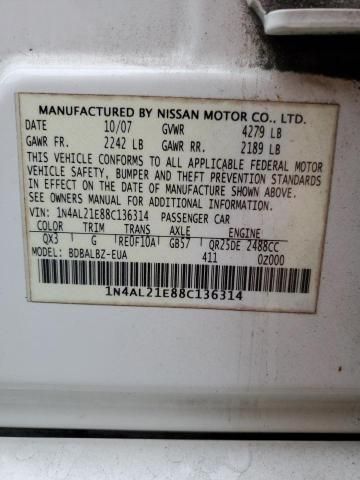 MANUFACTURED BY NISSAN MOTOR CO., LTD.
DATE 10/07 GVWR 4279 LB
GAWR FR. 2242 LB GAWR RR. 2189 LB
THIS VEHICLE CONFORMS TO ALL APPLICABLE FEDERAL MOTOR
VEHICLE SAFETY, BUMPER AND THEFT PREVENTION STANDARDS
IN EFFECT ON THE DATE OF MANUFACTURE SHOWN ABOVE.
SEE OWNERS MANUAL FOR ADDITIONAL INFORMATION.
VIN: 1N4AL21E88C136314 PASSENGER CAR
COLOR TRIM TRANS AXLE ENGINE
QX3 G RE0F10A GB57 QR25DE 2488CC
MODEL: BDBALBZ-EUA 411 0Z000
1N4AL21E88C136314